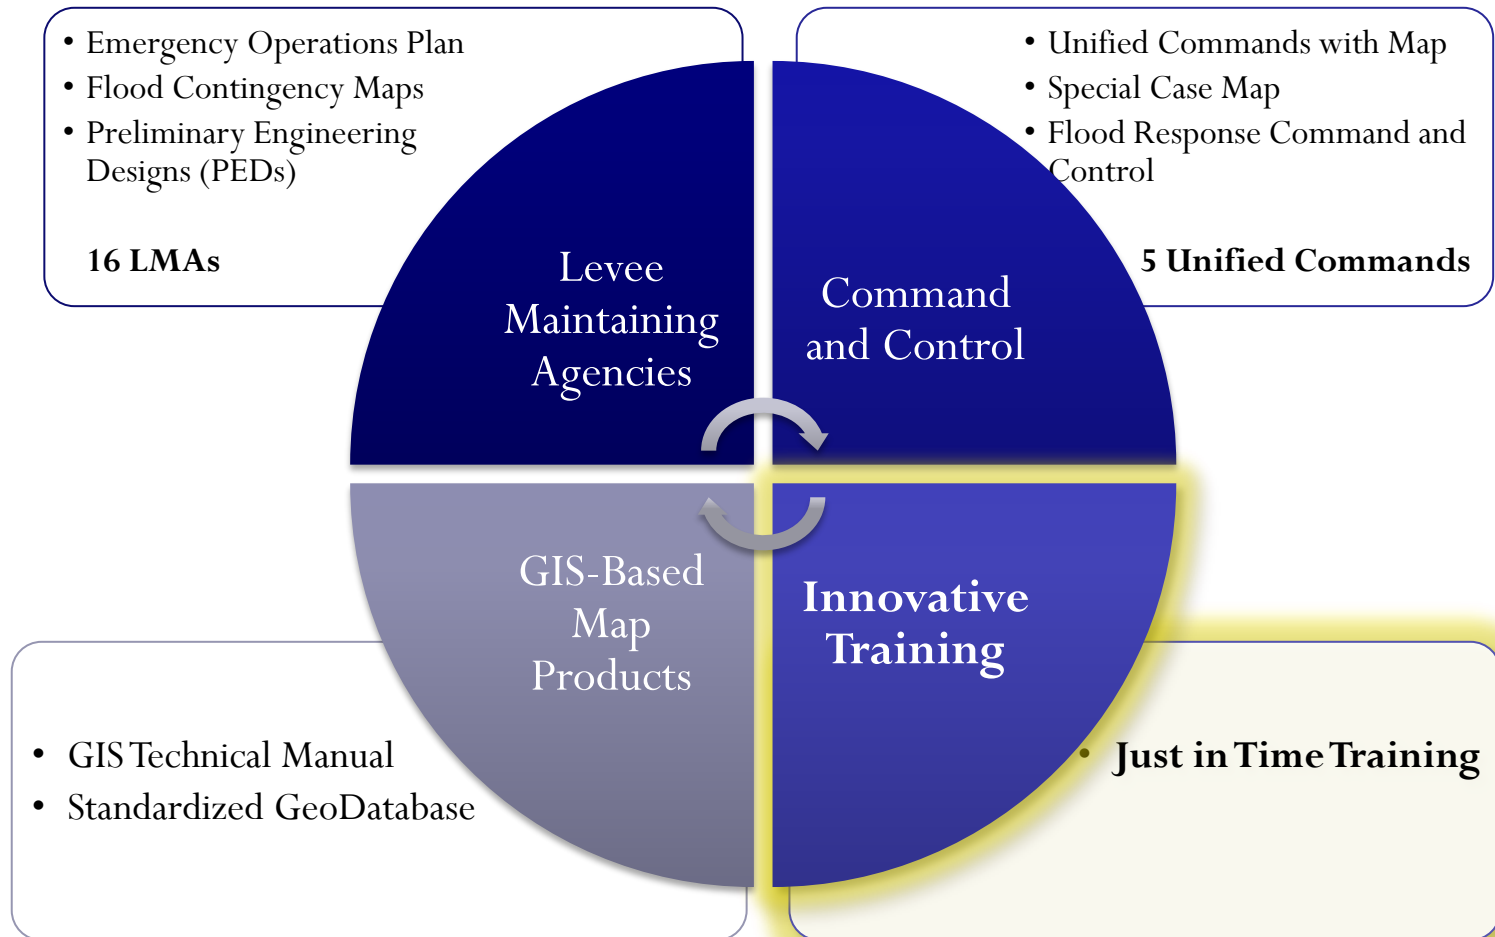 • Emergency Operations Plan
• Flood Contingency Maps
• Preliminary Engineering
Designs (PEDs)
16 LMAs
• Unified Commands with Map
• Special Case Map
• Flood Response Command and
Control
5 Unified Commands
Levee
Maintaining
Agencies
Command
and Control
GIS-Based
Map
Products
Innovative
Training
• GIS Technical Manual
• Standardized GeoDatabase
• Just in Time Training